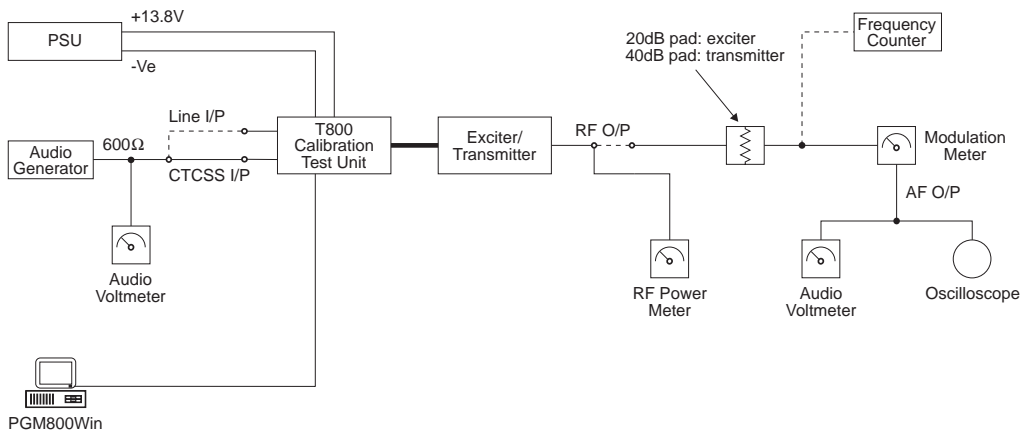 +13.8V
PSU
-Ve
Frequency
Counter
20dB pad: exciter
40dB pad: transmitter
Line I/P
T800
Calibration
Test Unit
Exciter/
Transmitter
RF O/P
Modulation
Meter
Audio
Generator
600Ω
CTCSS I/P
AF O/P
Audio
Voltmeter
RF Power
Meter
Audio
Voltmeter
Oscilloscope
PGM800Win